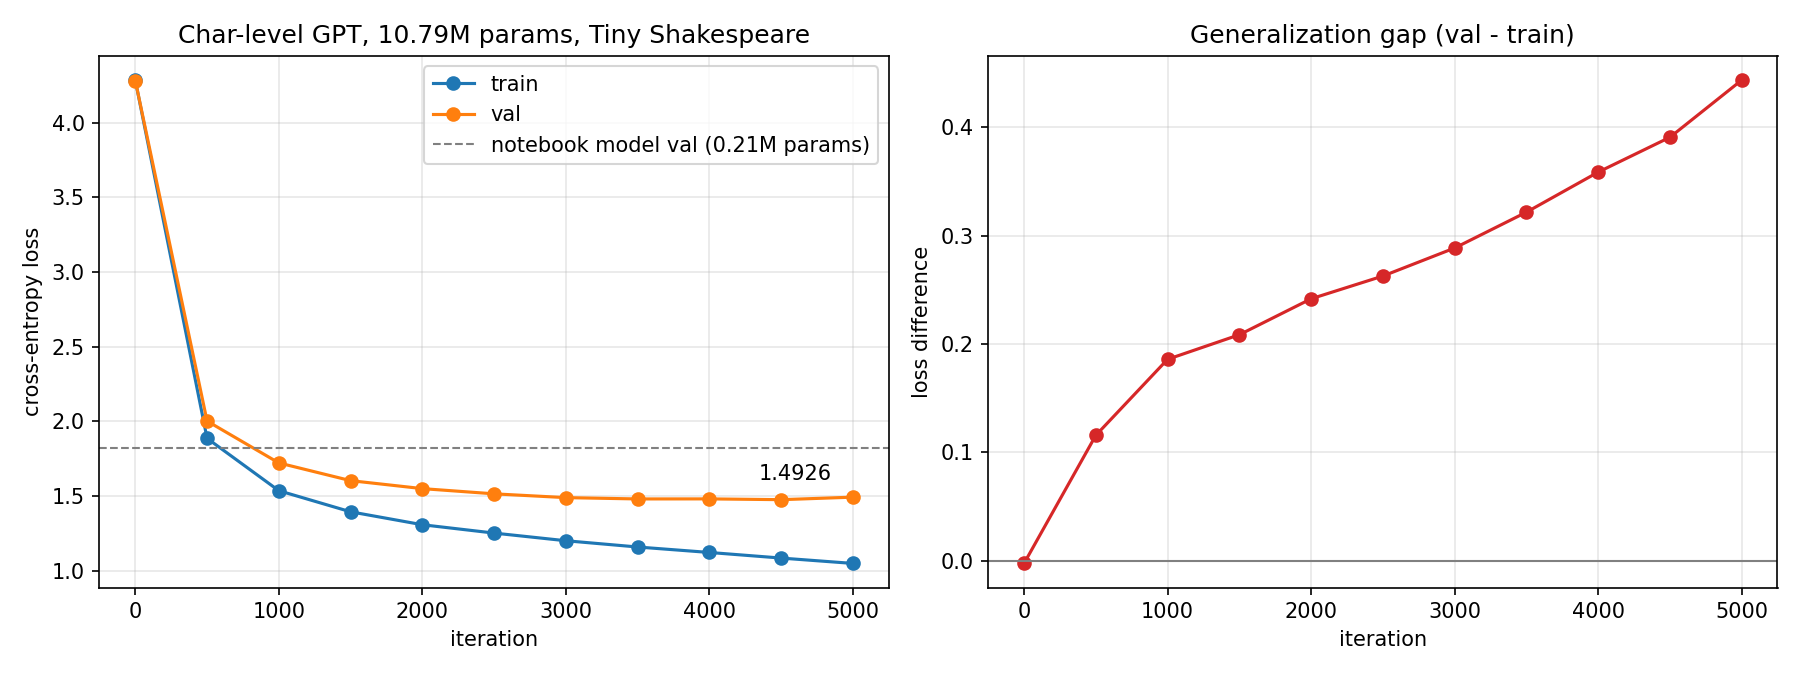 Char-level GPT, 10.79M params, Tiny Shakespeare
train
val
notebook model val (0.21M params)
cross-entropy loss
4.0
3.5
3.0
2.5
2.0
1.5
1.0
1.4926
0 1000 2000 3000 4000 5000
iteration
Generalization gap (val - train)
loss difference
0.4
0.3
0.2
0.1
0.0
0 1000 2000 3000 4000 5000
iteration